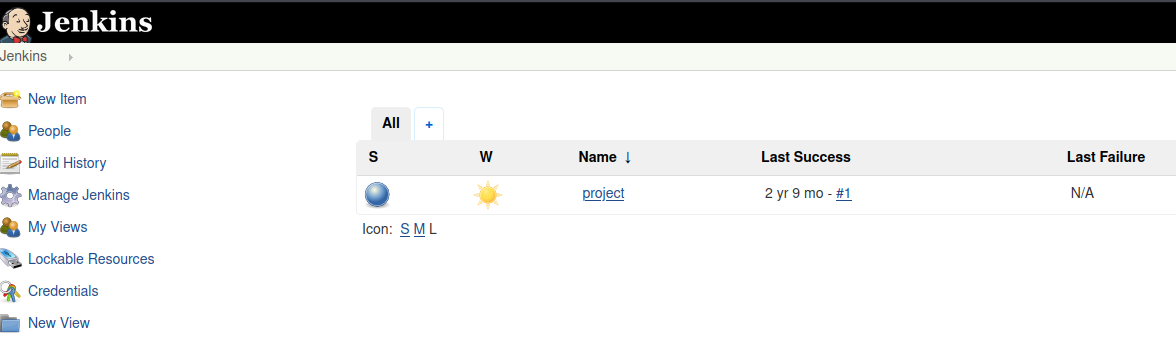 Jenkins
Jenkins
New Item
People
Build History
Manage Jenkins
My Views
Lockable Resources
Credentials
New View
All +
S W Name ↓ Last Success Last Failure
project 2 yr 9 mo - #1 N/A
Icon: S M L